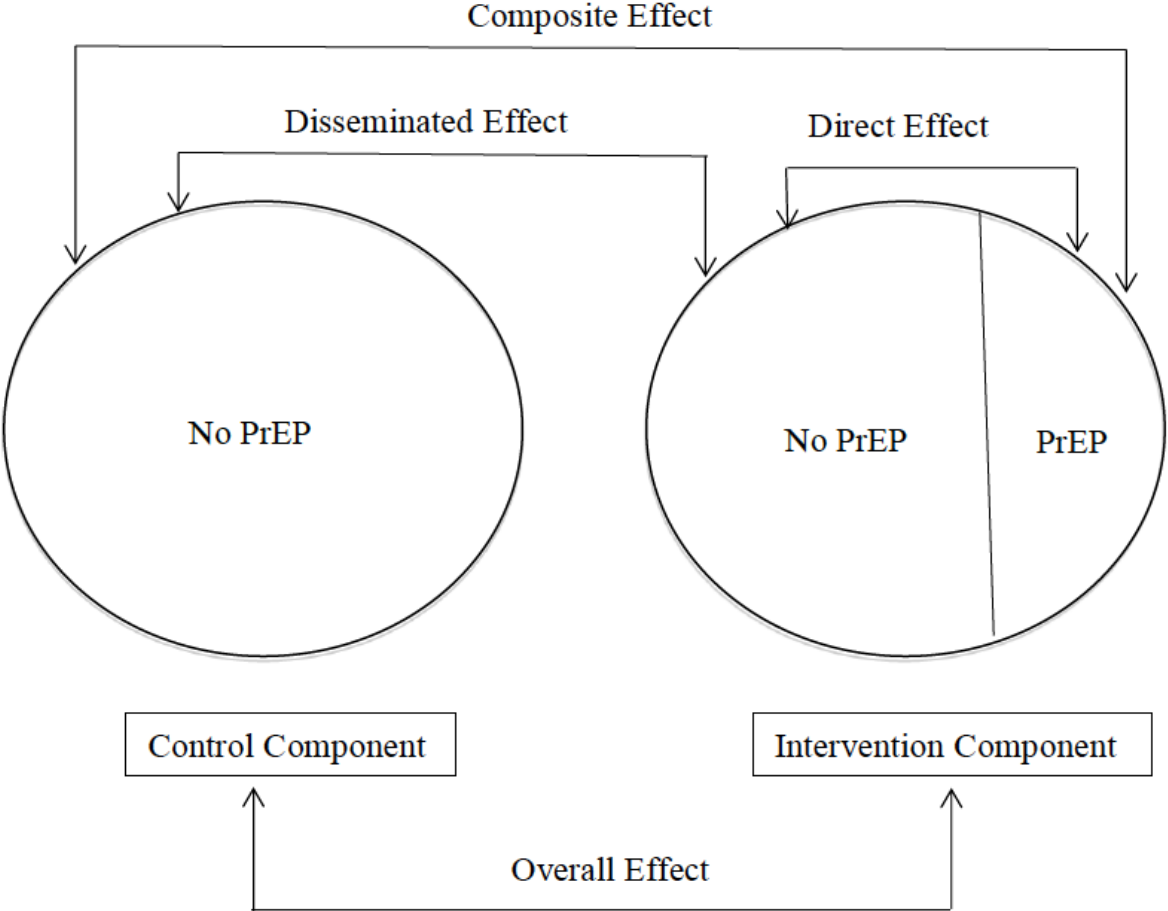 Composite Effect
Disseminated Effect
Direct Effect
No PrEP
No PrEP
PrEP
Control Component
Intervention Component
Overall Effect